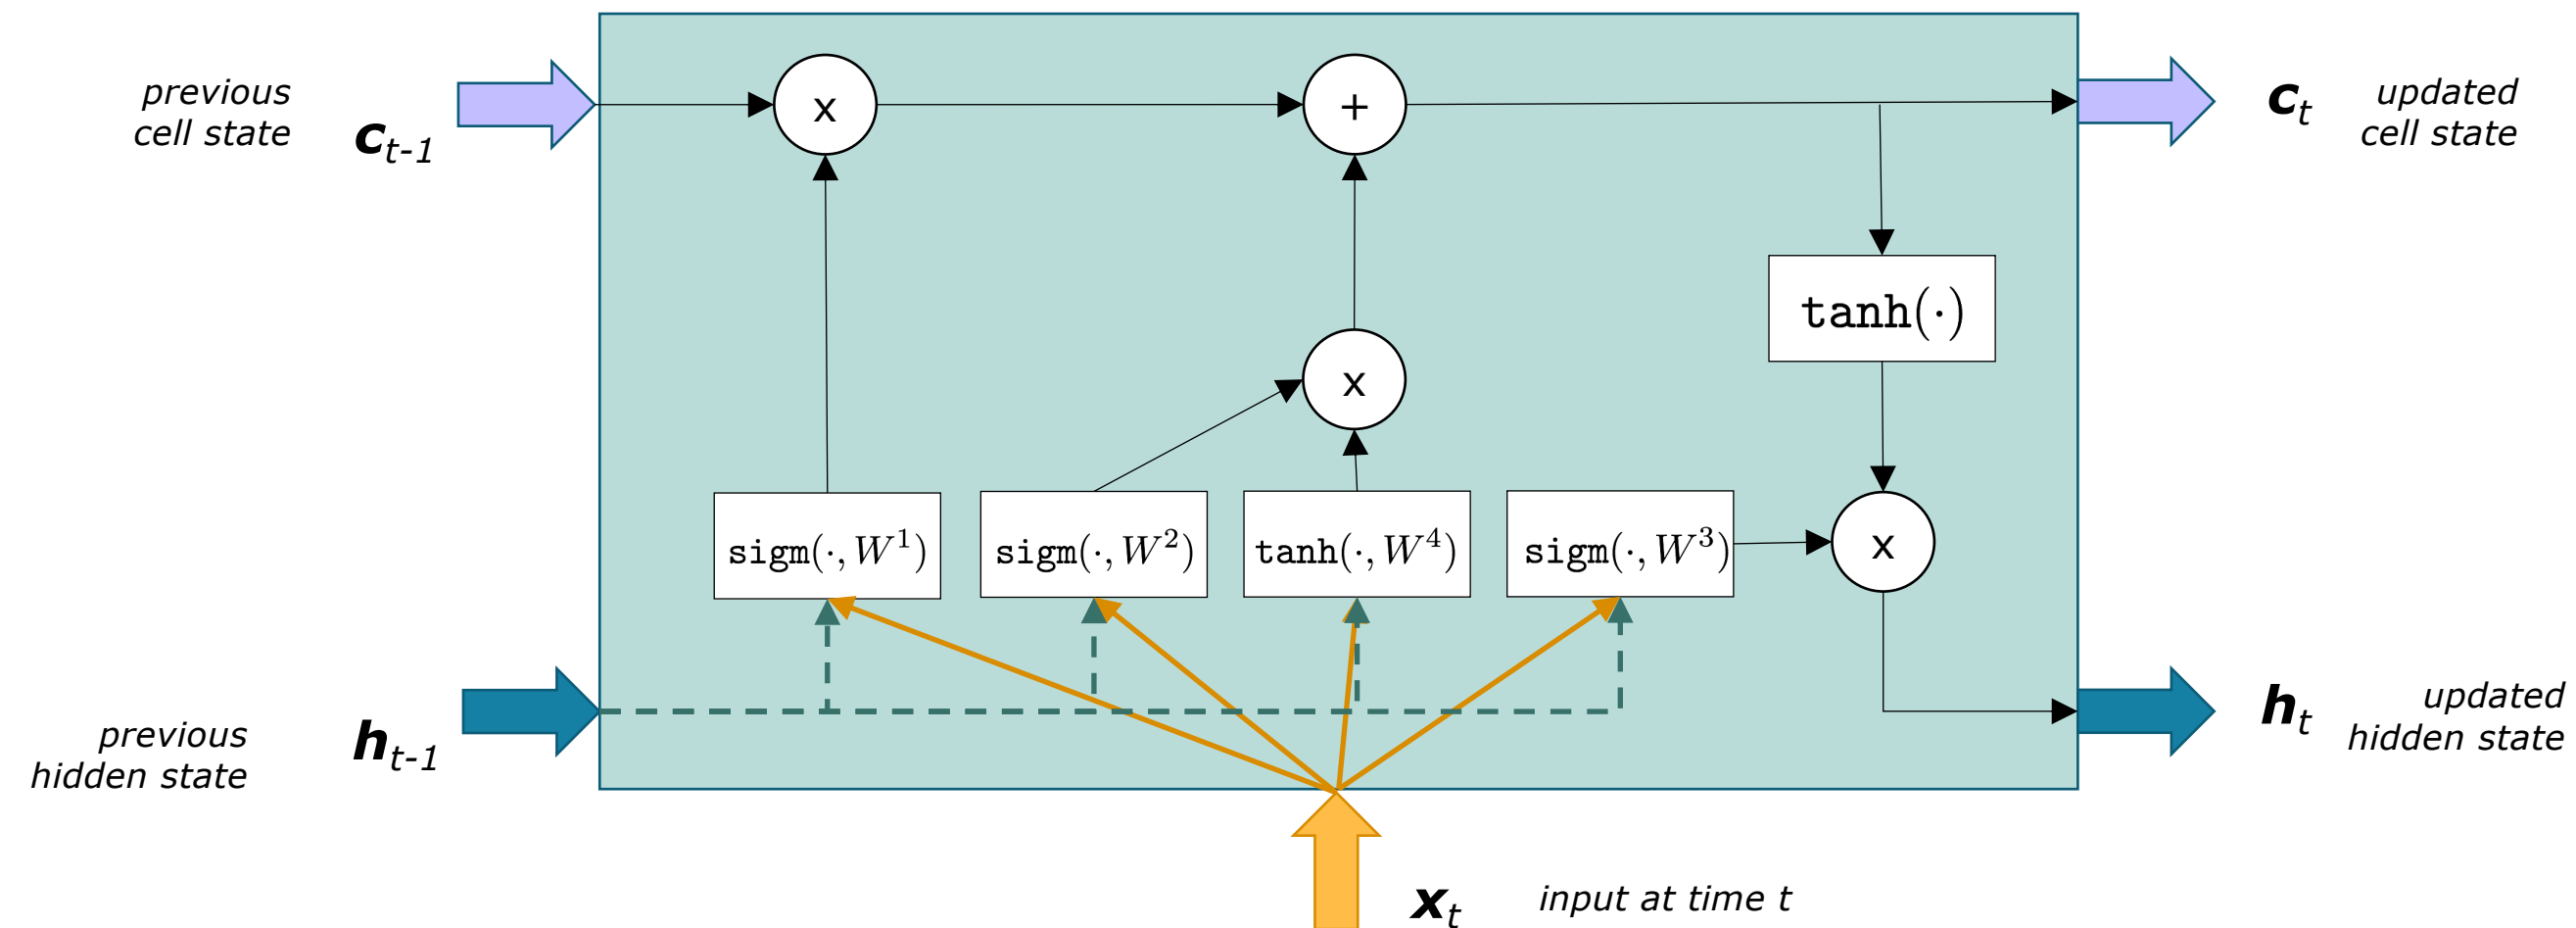 previous
cell state
c_{t-1}
x
+
c_t
updated
cell state
tanh(·)
x
sigm(·, W^1)
sigm(·, W^2)
tanh(·, W^4)
sigm(·, W^3)
x
previous
hidden state
h_{t-1}
h_t
updated
hidden state
x_t
input at time t